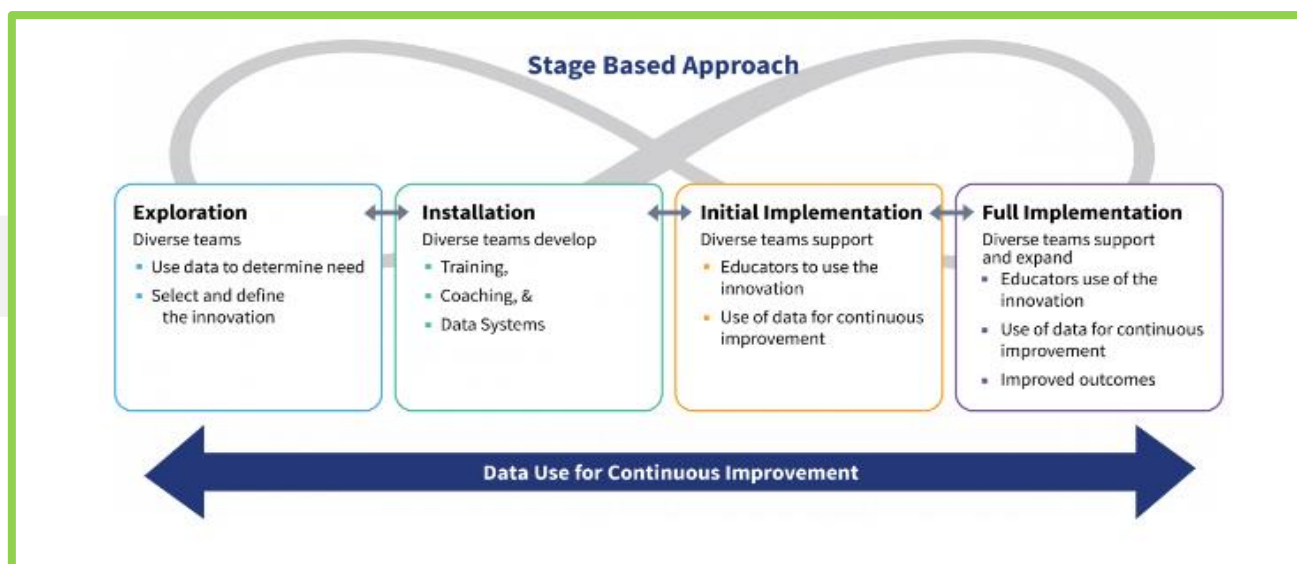 Stage Based Approach
Exploration
Diverse teams
▪ Use data to determine need
▪ Select and define
the innovation
Installation
Diverse teams develop
▪ Training,
▪ Coaching, &
▪ Data Systems
Initial Implementation
Diverse teams support
▪ Educators to use the
innovation
▪ Use of data for continuous
improvement
Full Implementation
Diverse teams support
and expand
▪ Educators use of the
innovation
▪ Use of data for continuous
improvement
▪ Improved outcomes
Data Use for Continuous Improvement